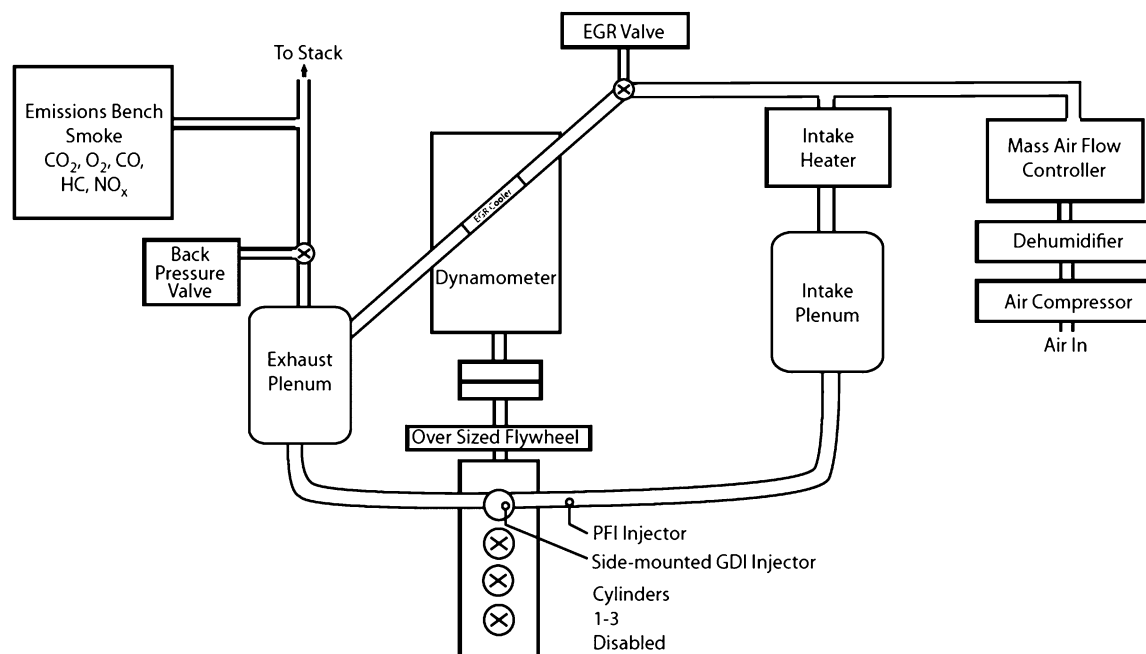 EGR Valve
To Stack
Emissions Bench
Smoke
CO2, O2, CO,
HC, NOx
Intake
Heater
Mass Air Flow
Controller
EGR Cooler
Back
Pressure
Valve
Dynamometer
Dehumidifier
Intake
Plenum
Air Compressor
Air In
Exhaust
Plenum
Over Sized Flywheel
PFI Injector
Side-mounted GDI Injector
Cylinders
1-3
Disabled